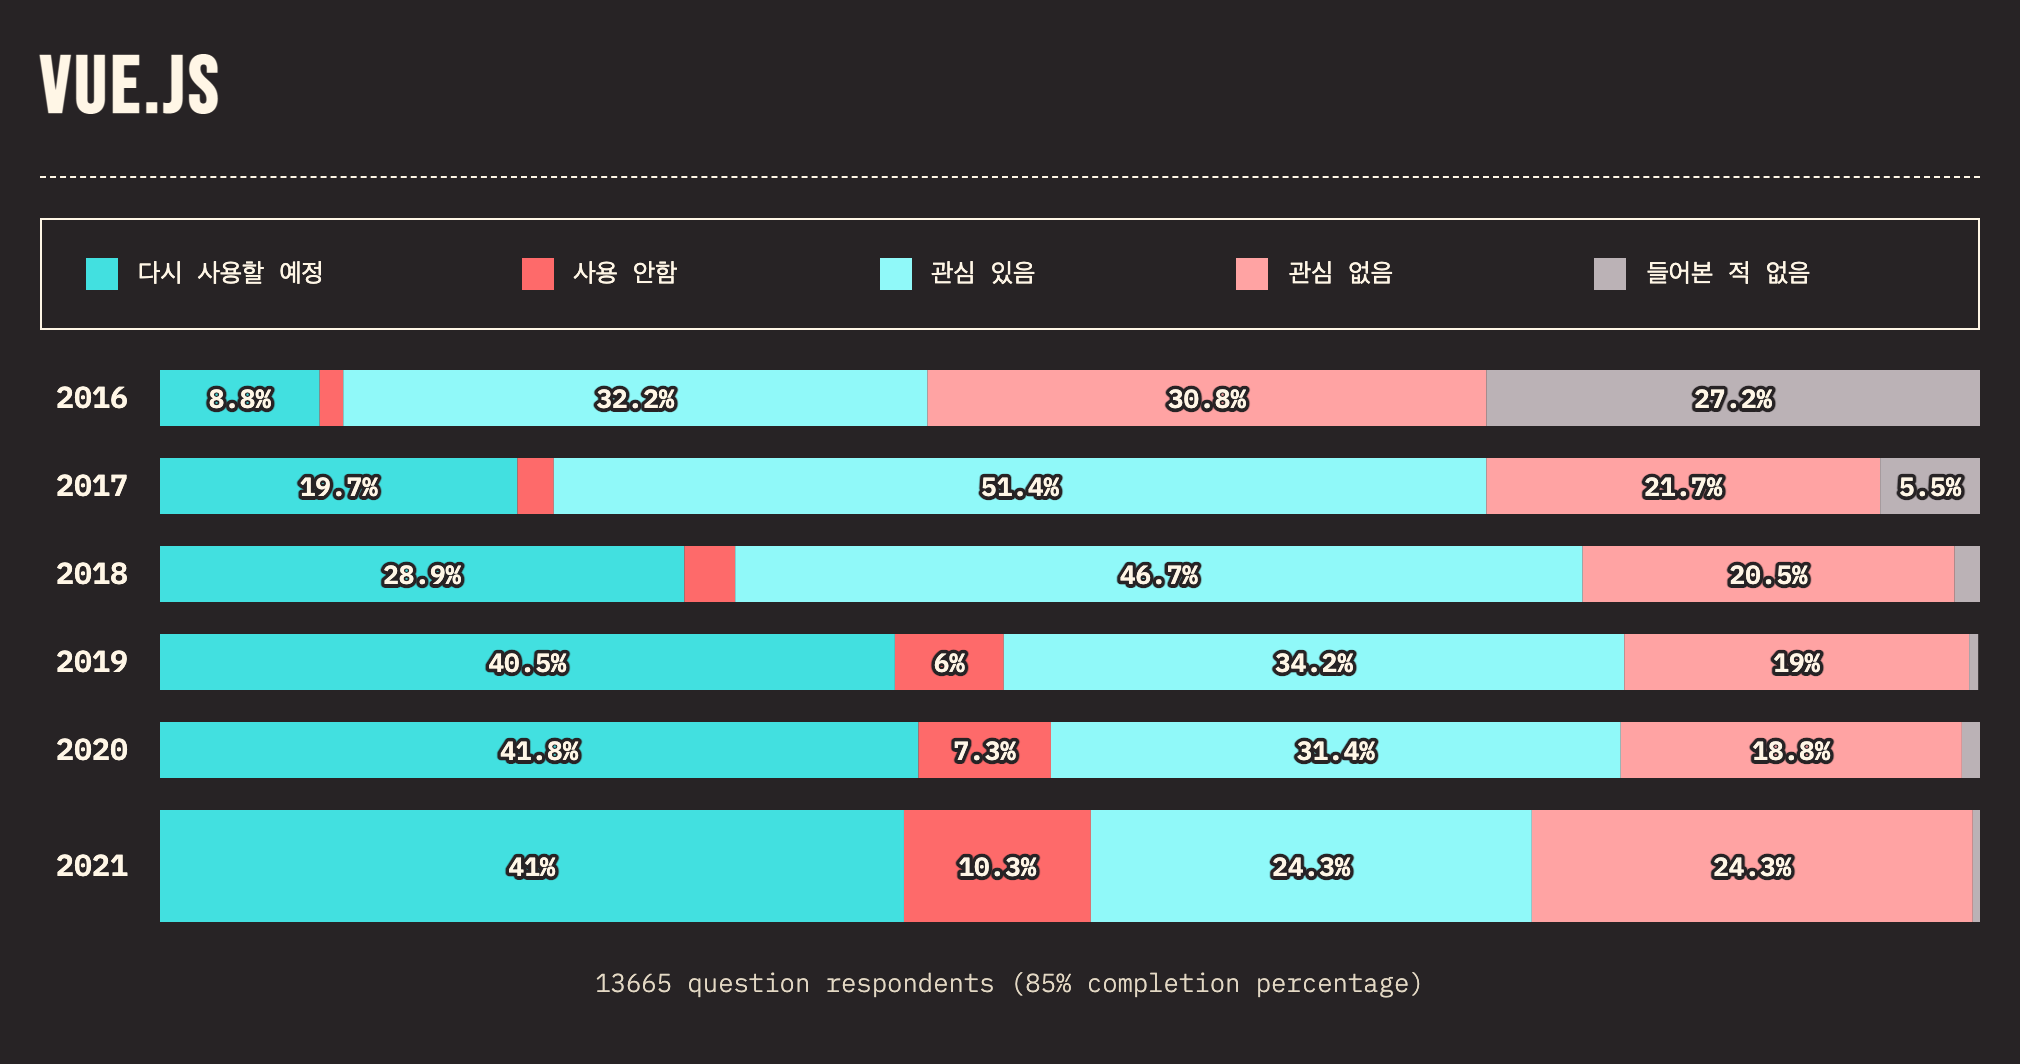 VUE.JS
다시 사용할 예정 사용 안함 관심 있음 관심 없음 들어본 적 없음
2016 8.8% 32.2% 30.8% 27.2%
2017 19.7% 51.4% 21.7% 5.5%
2018 28.9% 46.7% 20.5%
2019 40.5% 6% 34.2% 19%
2020 41.8% 7.3% 31.4% 18.8%
2021 41% 10.3% 24.3% 24.3%
13665 question respondents (85% completion percentage)